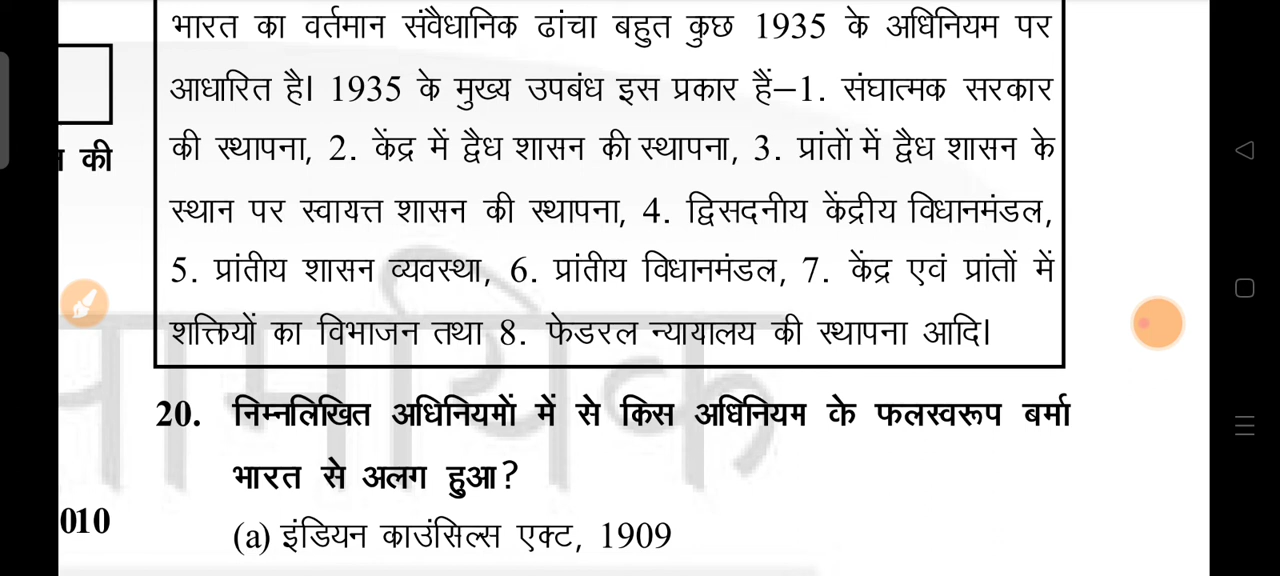 भारत का वर्तमान संवैधानिक ढांचा बहुत कुछ 1935 के अधिनियम पर
आधारित है। 1935 के मुख्य उपबंध इस प्रकार हैं–1. संघात्मक सरकार
की स्थापना, 2. केंद्र में द्वैध शासन की स्थापना, 3. प्रांतों में द्वैध शासन के
स्थान पर स्वायत्त शासन की स्थापना, 4. द्विसदनीय केंद्रीय विधानमंडल,
5. प्रांतीय शासन व्यवस्था, 6. प्रांतीय विधानमंडल, 7. केंद्र एवं प्रांतों में
शक्तियों का विभाजन तथा 8. फेडरल न्यायालय की स्थापना आदि।
की
20. निम्नलिखित अधिनियमों में से किस अधिनियम के फलस्वरूप बर्मा
भारत से अलग हुआ?
(a) इंडियन काउंसिल्स एक्ट, 1909
010
सामयिक